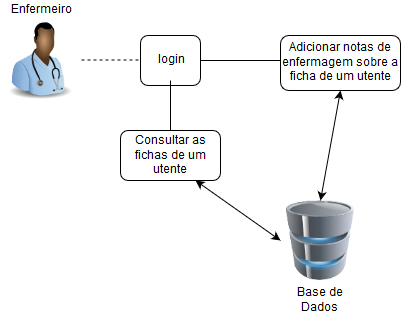 Enfermeiro
login
Adicionar notas de
enfermagem sobre a
ficha de um utente
Consultar as
fichas de um
utente
Base de
Dados